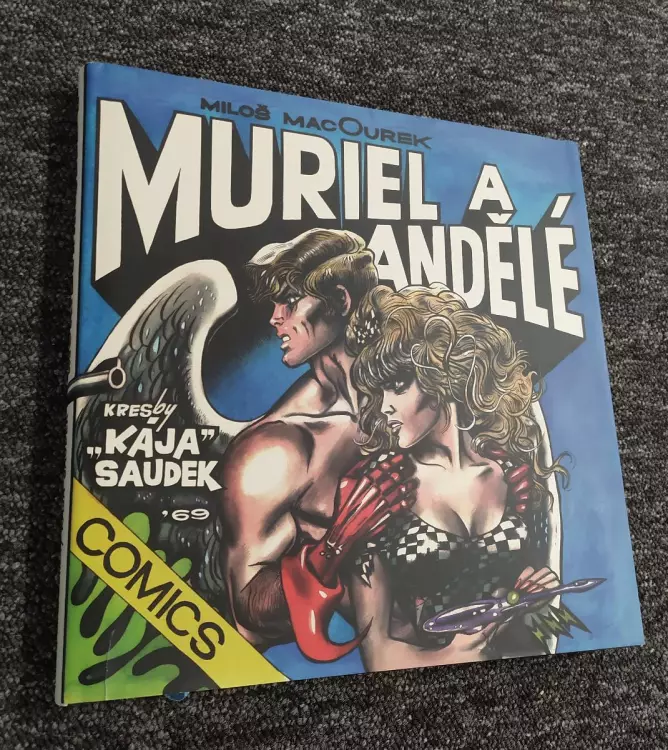 MILOŠ MACOUREK
MURIEL A
ANDĚLÉ
KRESby
„KÁJA”
SAUDEK
'69
COMICS